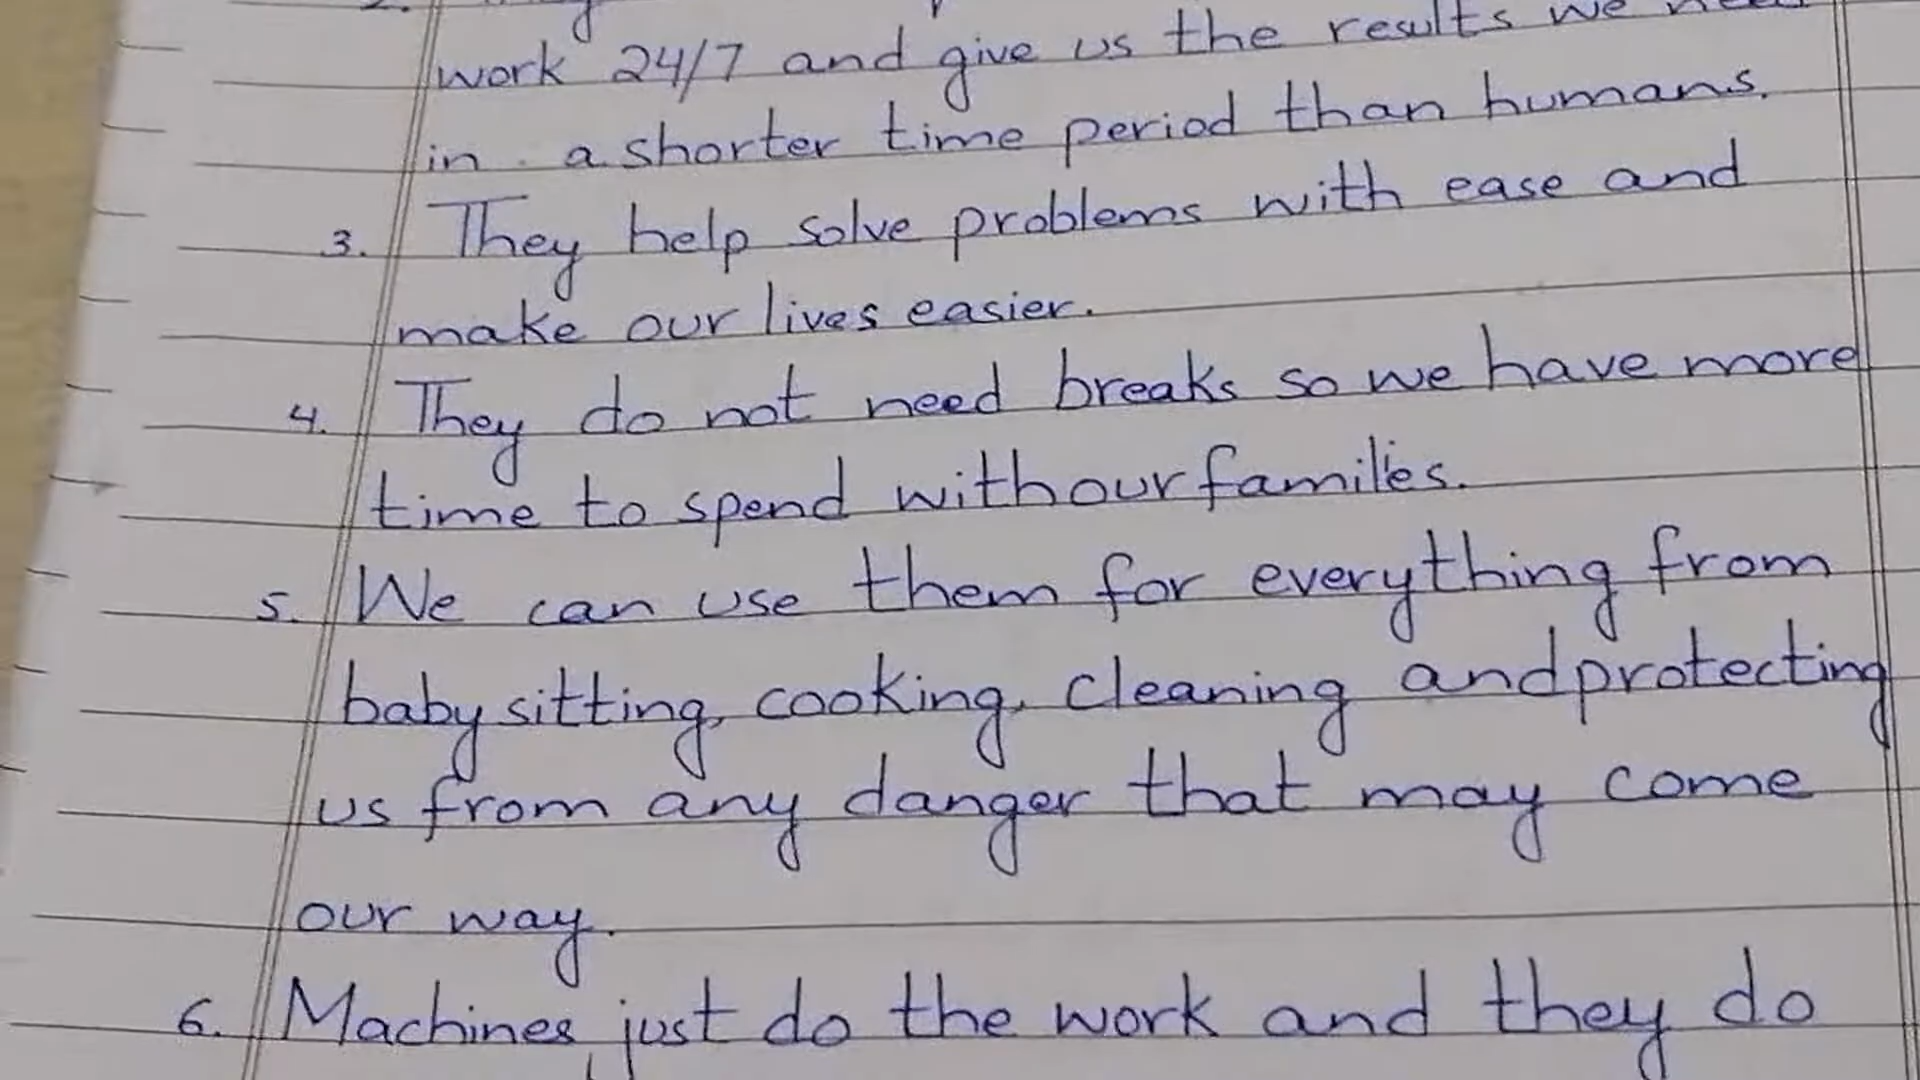 work 24/7 and give us the results we need
in a shorter time period than humans.
3. They help solve problems with ease and
make our lives easier.
4. They do not need breaks so we have more
time to spend with our familes.
5. We can use them for everything from
baby sitting, cooking, cleaning and protecting
us from any danger that may come
our way.
6. Machines just do the work and they do